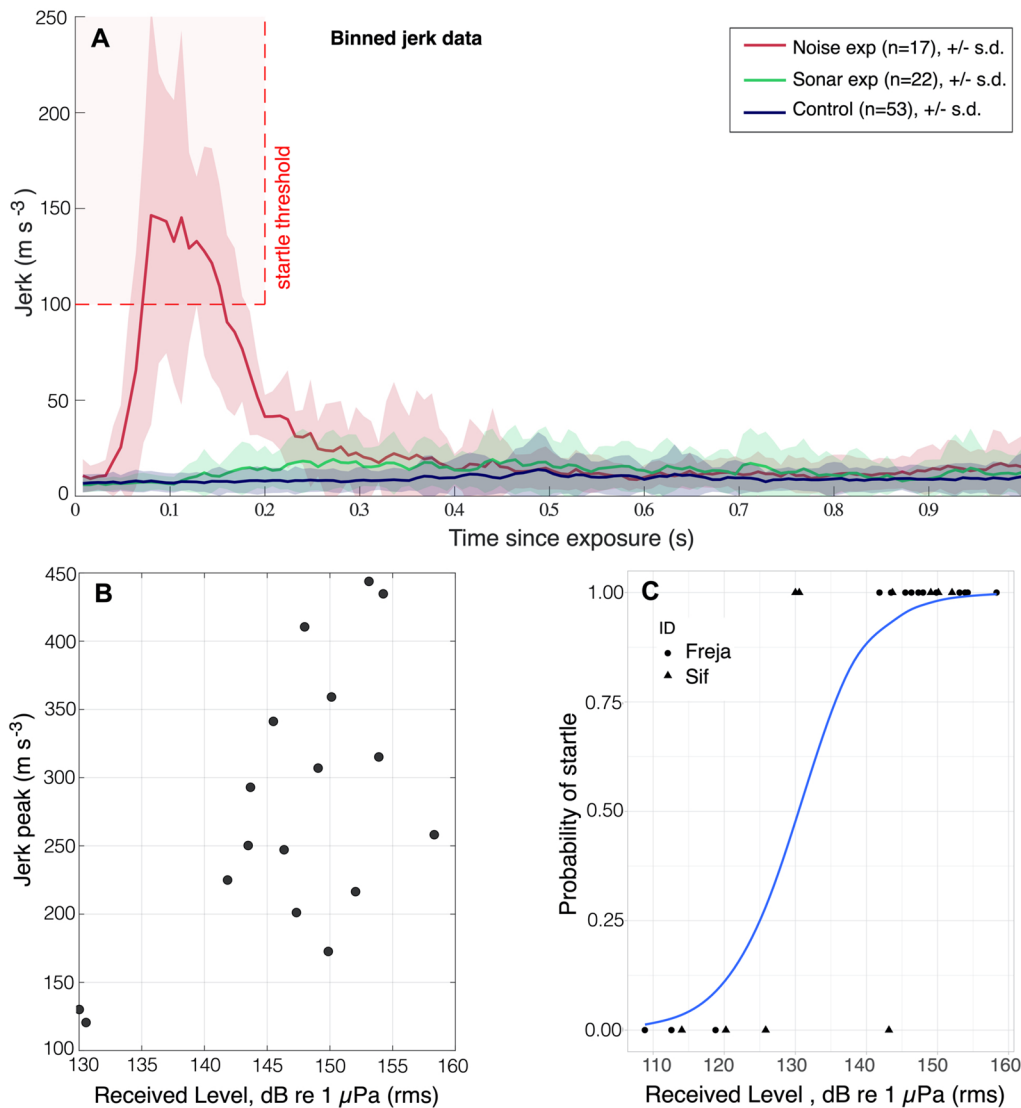 A
Binned jerk data
Noise exp (n=17), +/- s.d.
Sonar exp (n=22), +/- s.d.
Control (n=53), +/- s.d.
startle threshold
Jerk (m s⁻³)
250
200
150
100
50
0
0 0.1 0.2 0.3 0.4 0.5 0.6 0.7 0.8 0.9
Time since exposure (s)
B
Jerk peak (m s⁻³)
450
400
350
300
250
200
150
100
130 135 140 145 150 155 160
Received Level, dB re 1 µPa (rms)
C
ID
Freja
Sif
Probability of startle
1.00
0.75
0.50
0.25
0.00
110 120 130 140 150 160
Received Level , dB re 1 µPa (rms)